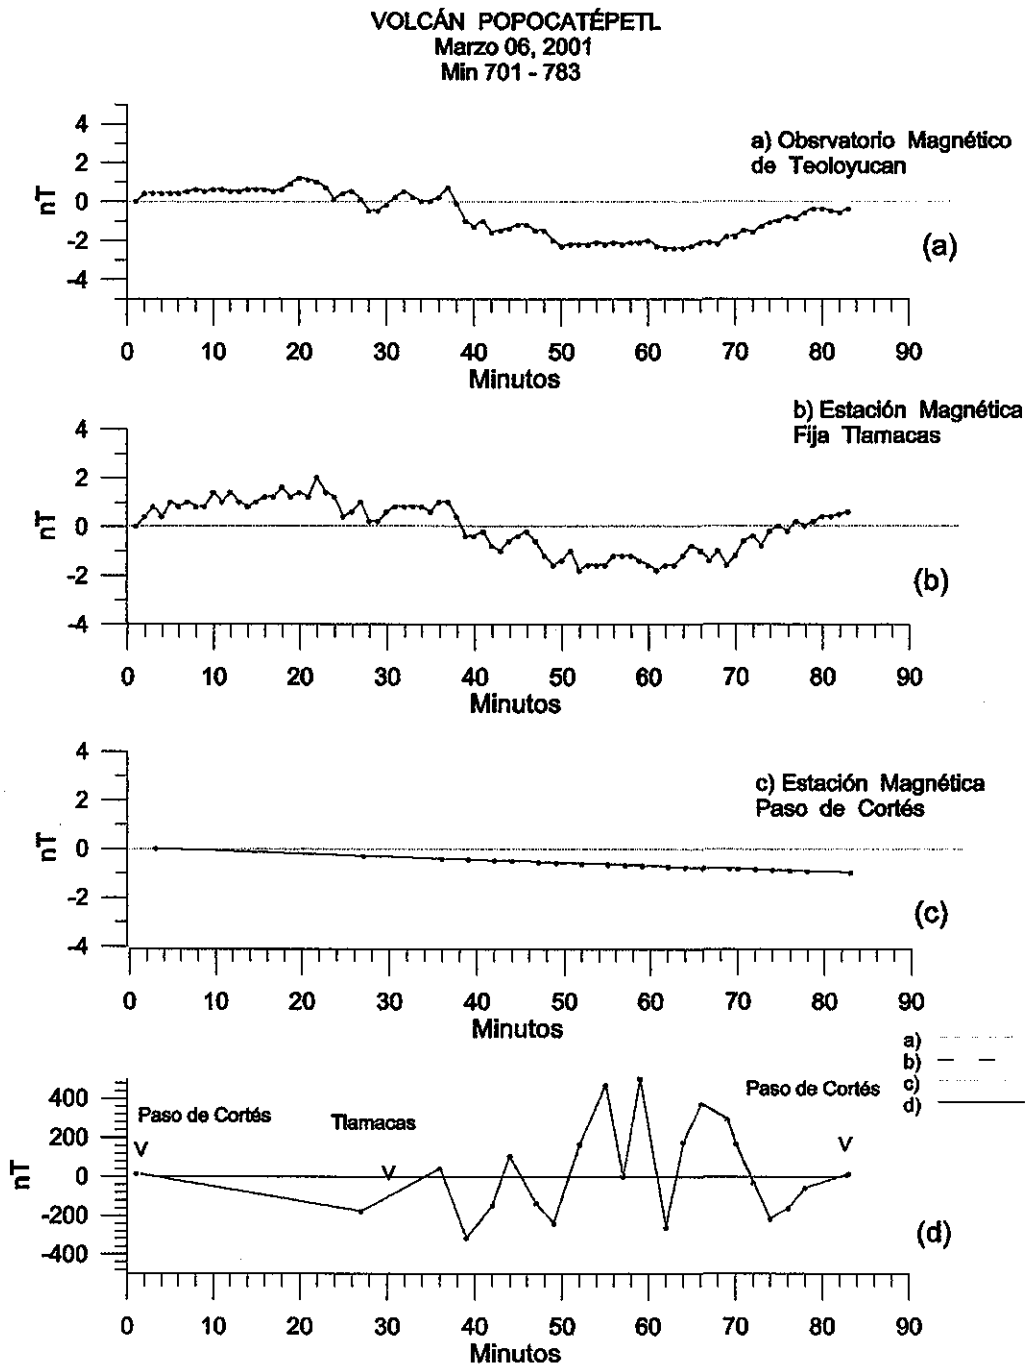 VOLCÁN POPOCATÉPETL
Marzo 06, 2001
Min 701 - 783
a) Obsrvatorio Magnético
de Teoloyucan
nT
4
2
0
-2
-4
(a)
0 10 20 30 40 50 60 70 80 90
Minutos
b) Estación Magnética
Fija Tlamacas
nT
4
2
0
-2
-4
(b)
0 10 20 30 40 50 60 70 80 90
Minutos
c) Estación Magnética
Paso de Cortés
nT
4
2
0
-2
-4
(c)
0 10 20 30 40 50 60 70 80 90
Minutos
a)
b)
c)
d)
Paso de Cortés
Tlamacas
Paso de Cortés
V
V
V
nT
400
200
0
-200
-400
(d)
0 10 20 30 40 50 60 70 80 90
Minutos